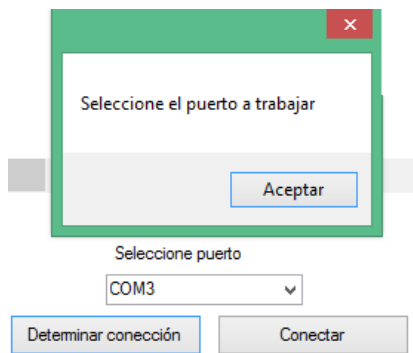 Seleccione el puerto a trabajar
Aceptar
Seleccione puerto
COM3
Determinar conección
Conectar